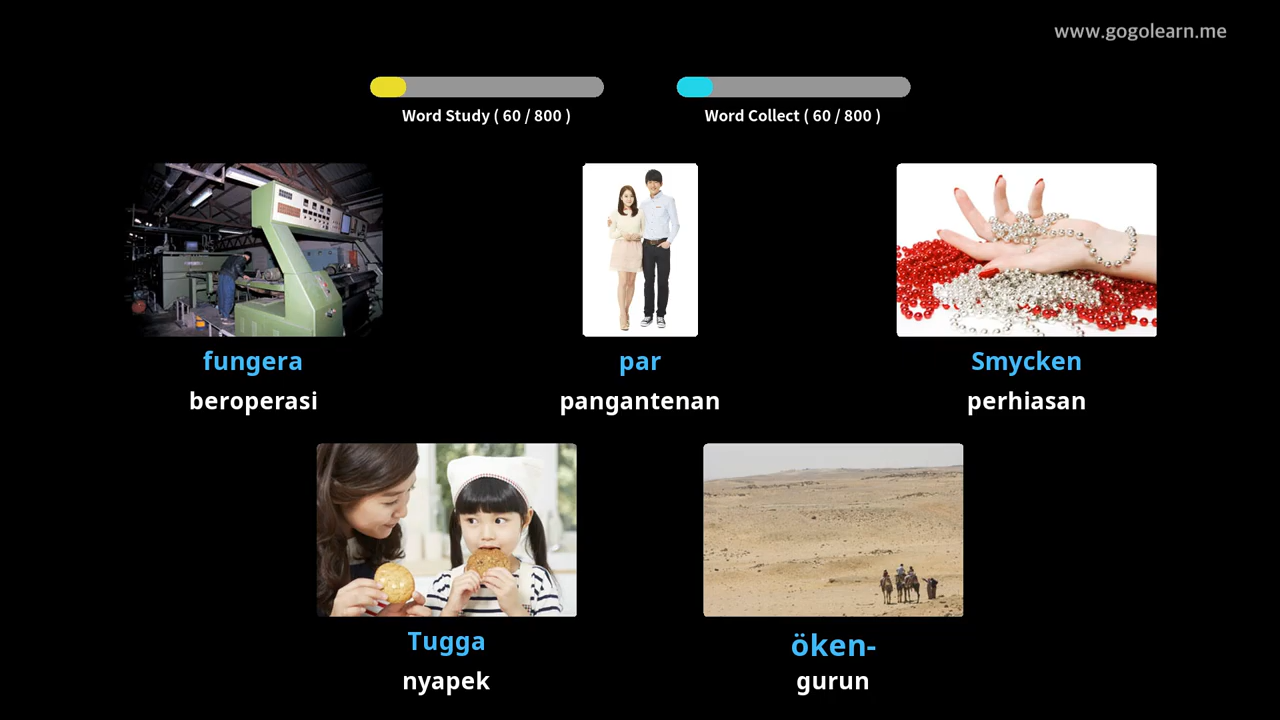 www.gogolearn.me
Word Study ( 60 / 800 )
Word Collect ( 60 / 800 )
fungera
beroperasi
par
pangantenan
Smycken
perhiasan
Tugga
nyapek
öken-
gurun